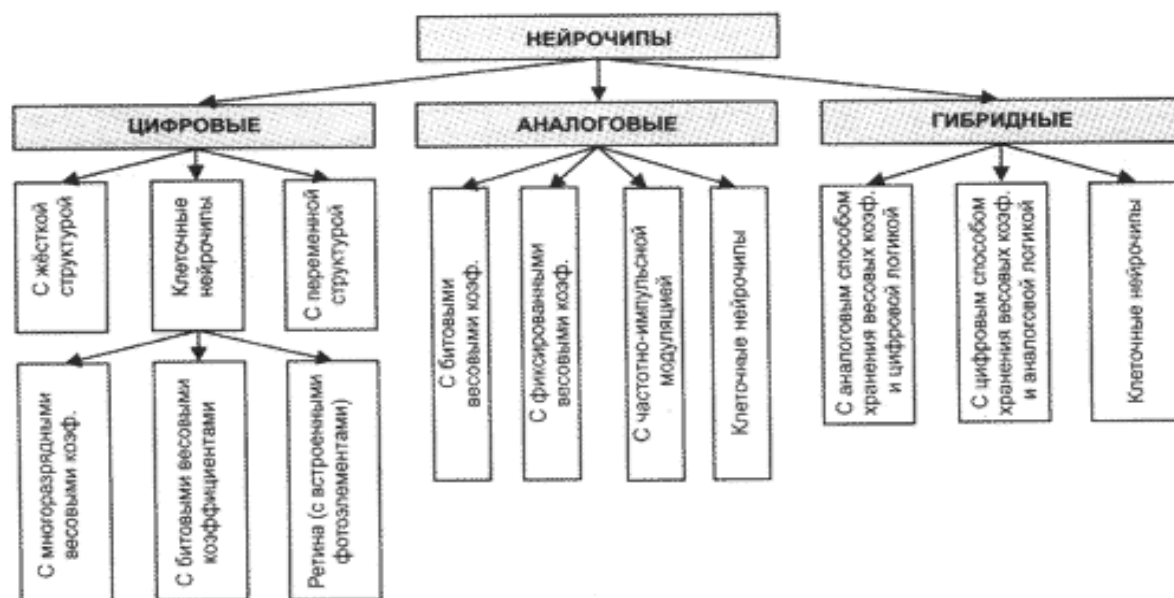 НЕЙРОЧИПЫ
ЦИФРОВЫЕ
АНАЛОГОВЫЕ
ГИБРИДНЫЕ
С жёсткой
структурой
Клеточные
нейрочипы
С переменной
структурой
С битовыми
весовыми коэф.
С фиксированными
весовыми коэф.
С частотно-импульсной
модуляцией
Клеточные нейрочипы
С аналоговым способом
хранения весовых коэф.
и цифровой логикой
С цифровым способом
хранения весовых коэф.
и аналоговой логикой
Клеточные нейрочипы
С многоразрядными
весовыми коэф.
С битовыми весовыми
коэффициентами
Ретина (с встроенными
фотоэлементами)